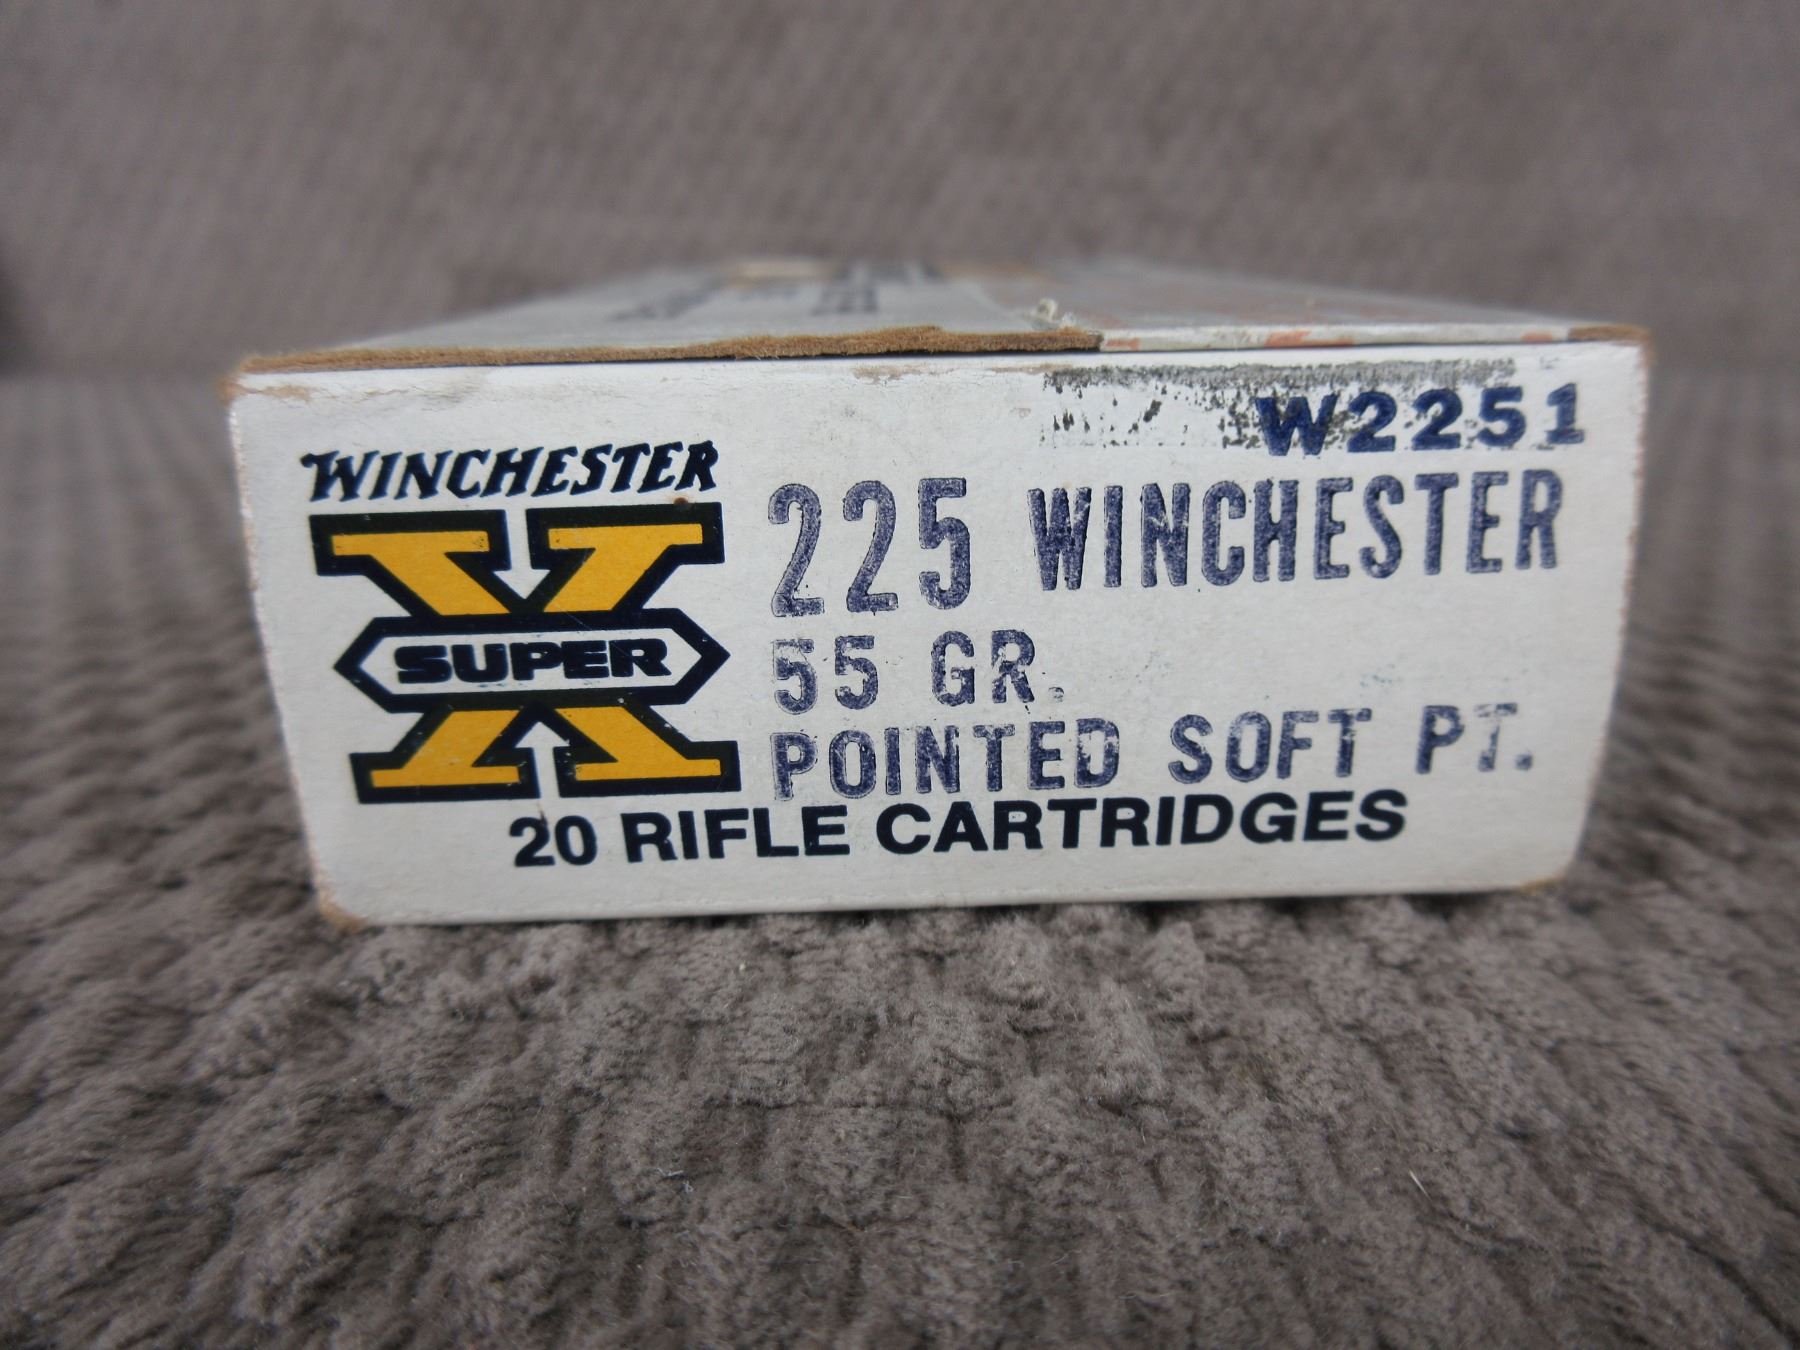 W2251
WINCHESTER
SUPER X
225 WINCHESTER
55 GR.
POINTED SOFT PT.
20 RIFLE CARTRIDGES